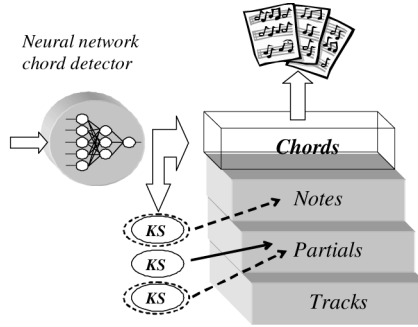 Neural network
chord detector
Chords
Notes
KS
Partials
KS
KS
Tracks